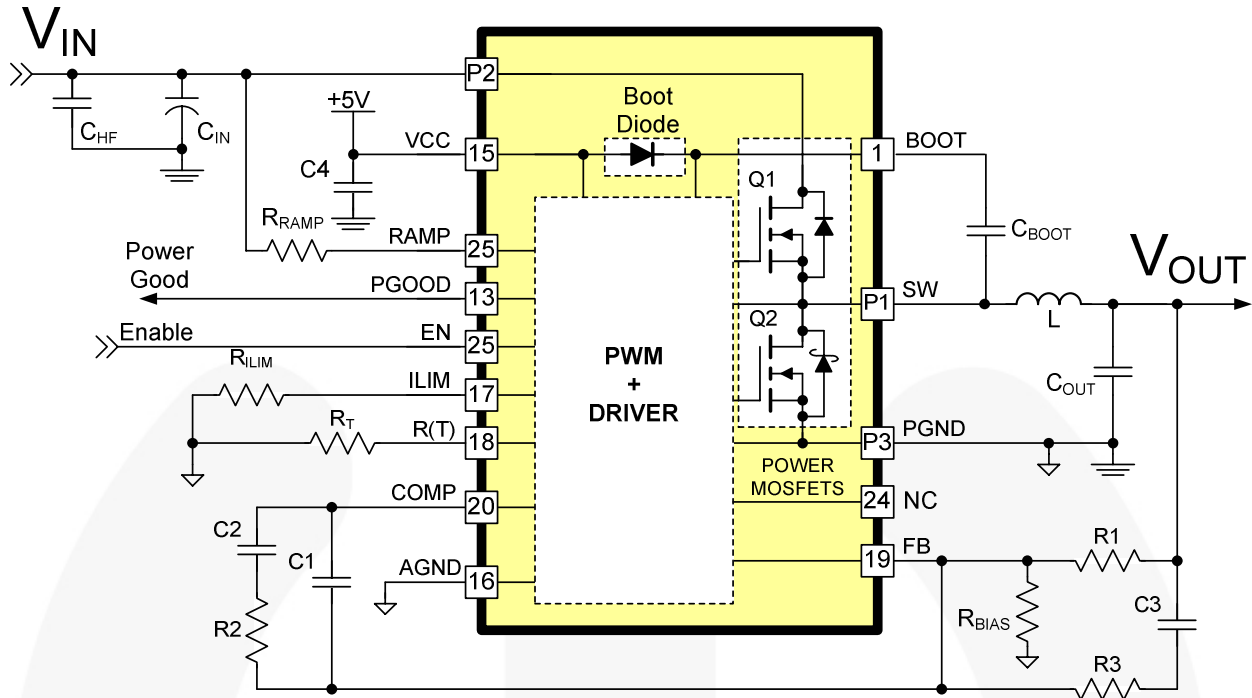 VIN
P2
+5V
Boot
Diode
CHF
CIN
VCC
15
1
BOOT
C4
Q1
RRAMP
RAMP
25
CBOOT
Power
Good
PGOOD
13
VOUT
P1
SW
L
Enable
EN
25
Q2
PWM
+
DRIVER
RILIM
ILIM
17
COUT
RT
R(T)
18
P3
PGND
POWER
MOSFETS
COMP
20
24
NC
C2
C1
19
FB
R1
AGND
16
RBIAS
C3
R2
R3